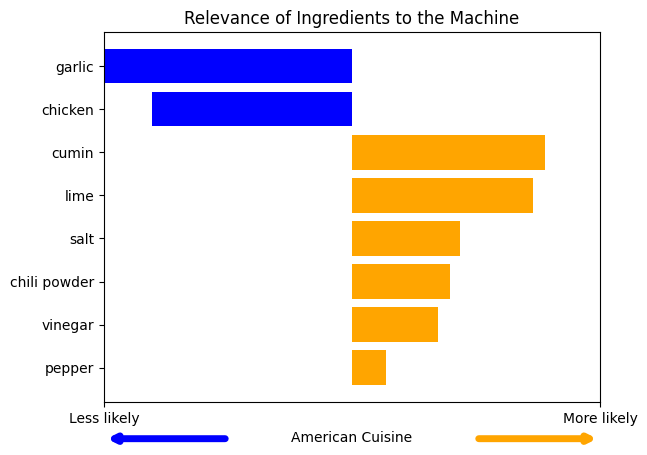 Relevance of Ingredients to the Machine
garlic
chicken
cumin
lime
salt
chili powder
vinegar
pepper
Less likely
More likely
American Cuisine